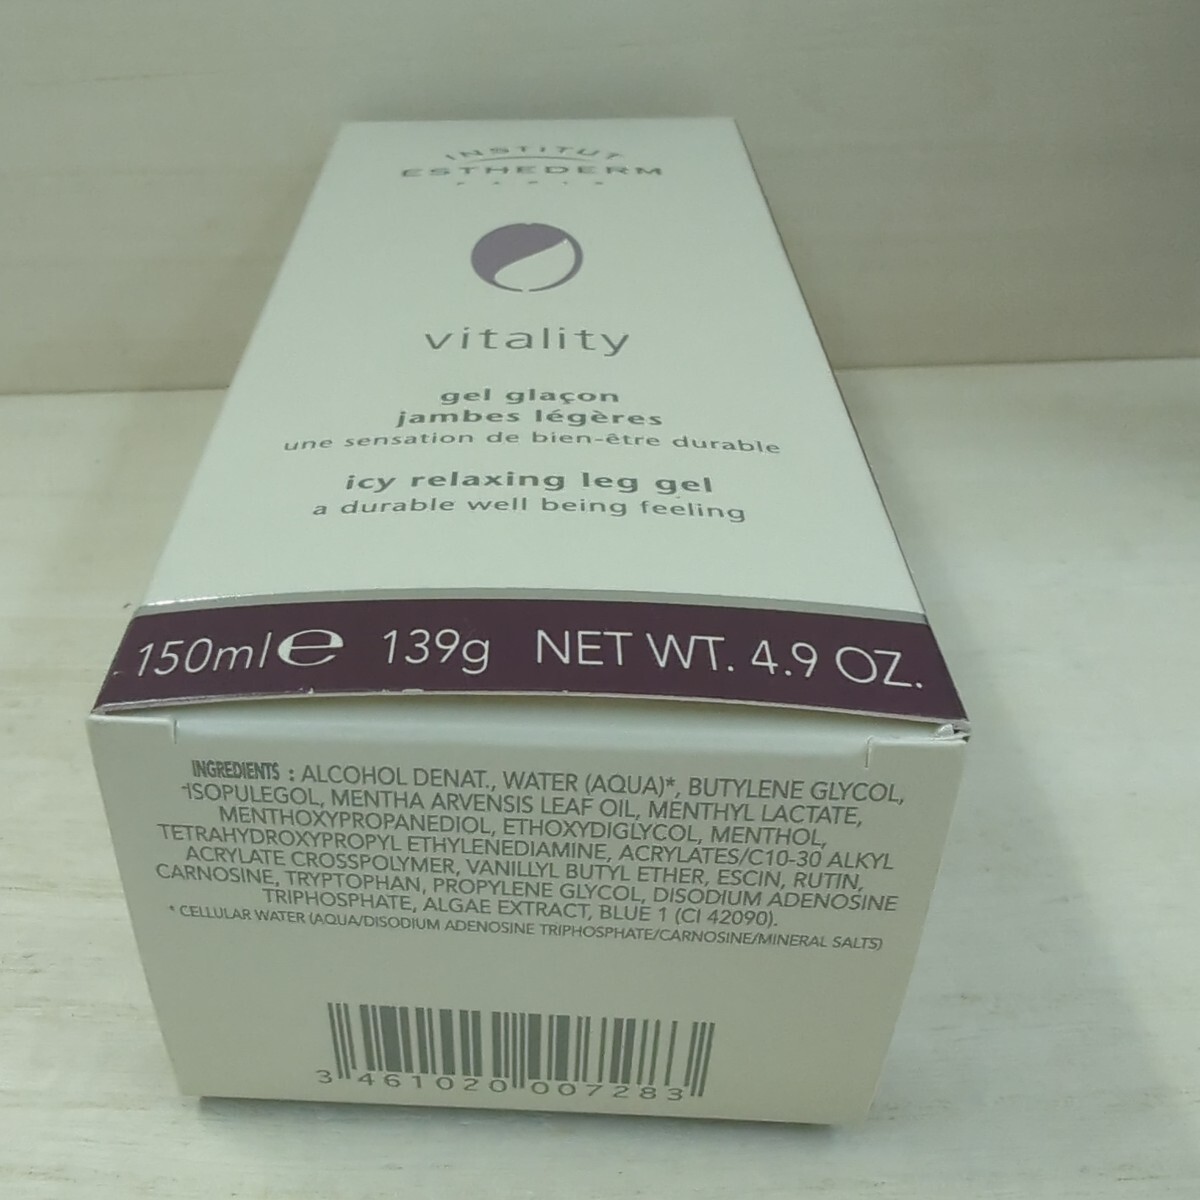 INSTITUT
ESTHEDERM
PARIS
vitality
gel glaçon
jambes légères
une sensation de bien-être durable
icy relaxing leg gel
a durable well being feeling
150ml ℮ 139g NET WT. 4.9 OZ.
INGREDIENTS : ALCOHOL DENAT., WATER (AQUA)*, BUTYLENE GLYCOL,
ISOPULEGOL, MENTHA ARVENSIS LEAF OIL, MENTHYL LACTATE,
MENTHOXYPROPANEDIOL, ETHOXYDIGLYCOL, MENTHOL,
TETRAHYDROXYPROPYL ETHYLENEDIAMINE, ACRYLATES/C10-30 ALKYL
ACRYLATE CROSSPOLYMER, VANILLYL BUTYL ETHER, ESCIN, RUTIN,
CARNOSINE, TRYPTOPHAN, PROPYLENE GLYCOL, DISODIUM ADENOSINE
TRIPHOSPHATE, ALGAE EXTRACT, BLUE 1 (CI 42090).
* CELLULAR WATER (AQUA/DISODIUM ADENOSINE TRIPHOSPHATE/CARNOSINE/MINERAL SALTS)
3 461020 007283